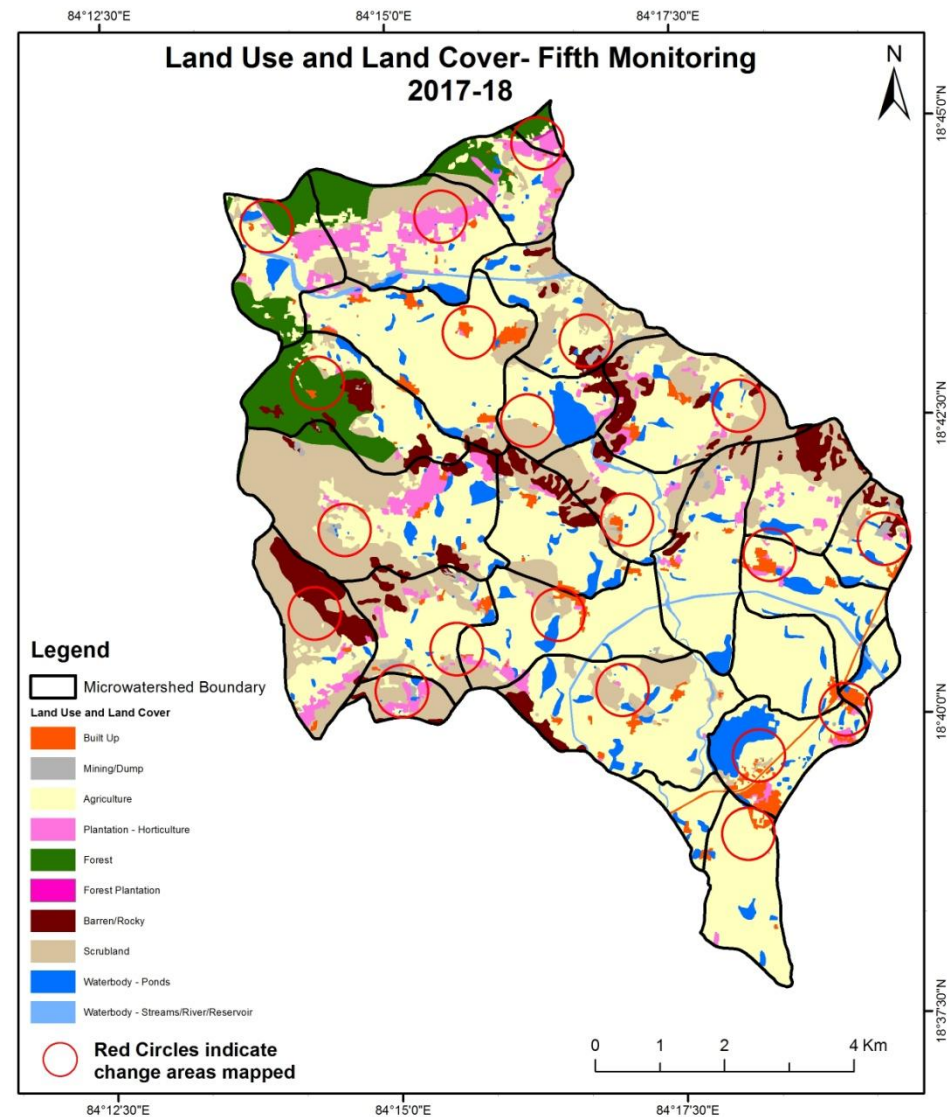 84°12'30"E
84°15'0"E
84°17'30"E
Land Use and Land Cover- Fifth Monitoring
2017-18
N
18°45'0"N
18°42'30"N
18°40'0"N
18°37'30"N
Legend
Microwatershed Boundary
Land Use and Land Cover
Built Up
Mining/Dump
Agriculture
Plantation - Horticulture
Forest
Forest Plantation
Barren/Rocky
Scrubland
Waterbody - Ponds
Waterbody - Streams/River/Reservoir
Red Circles indicate
change areas mapped
0 1 2 4 Km
84°12'30"E
84°15'0"E
84°17'30"E